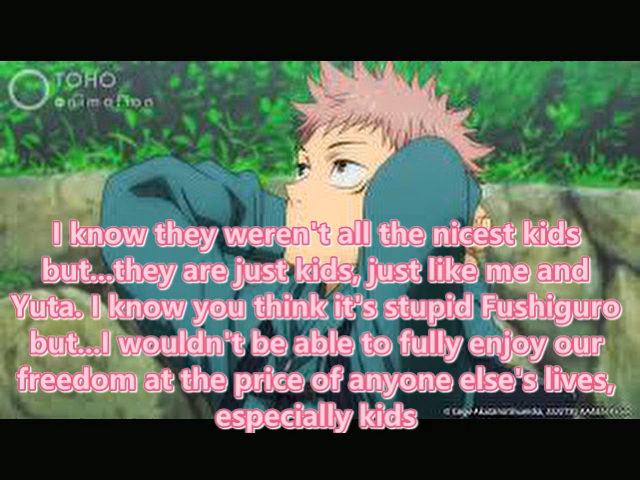 TOHO
animation
I know they weren't all the nicest kids
but...they are just kids, just like me and
Yuta. I know you think it's stupid Fushiguro
but...I wouldn't be able to fully enjoy our
freedom at the price of anyone else's lives,
especially kids